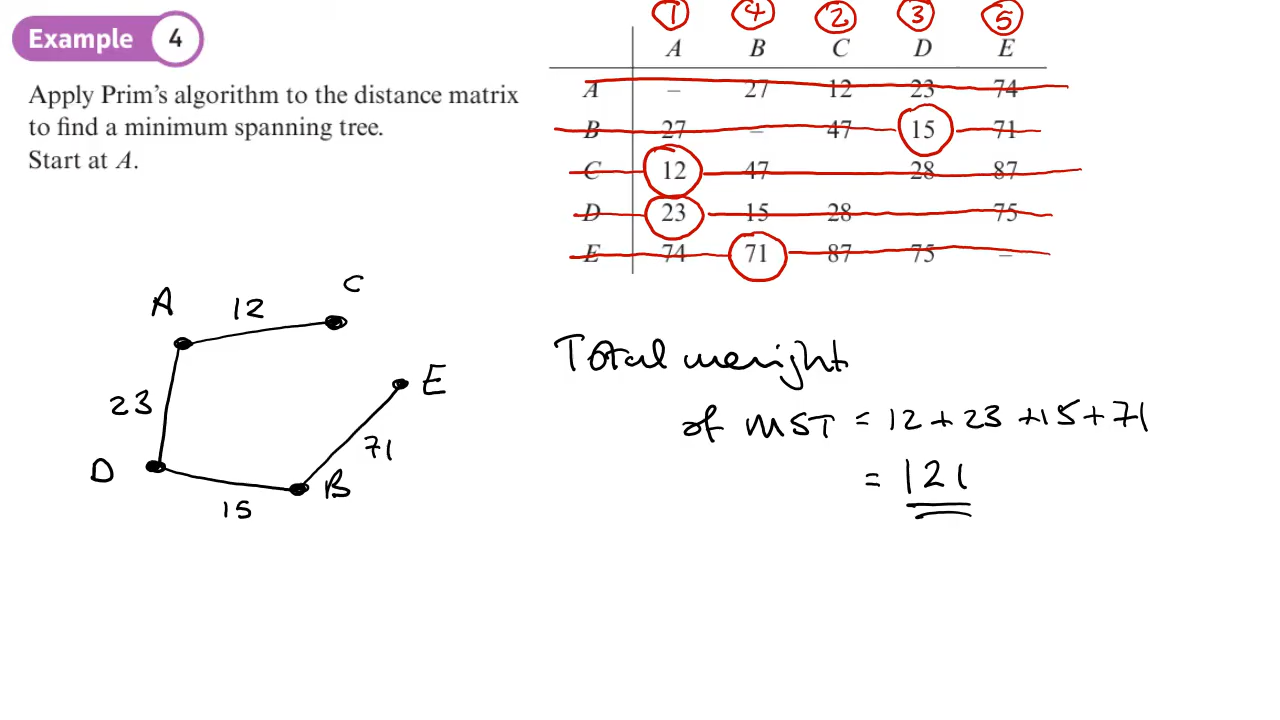 Example 4
Apply Prim's algorithm to the distance matrix
to find a minimum spanning tree.
Start at A.
1 4 2 3 5
A B C D E
A – 27 12 23 74
B 27 – 47 15 71
C 12 47 28 87
D 23 15 28 75
E 74 71 87 75 –
A 12 C
23
E
71
D
15
B
Total weight
of MST = 12 + 23 + 15 + 71
= 121